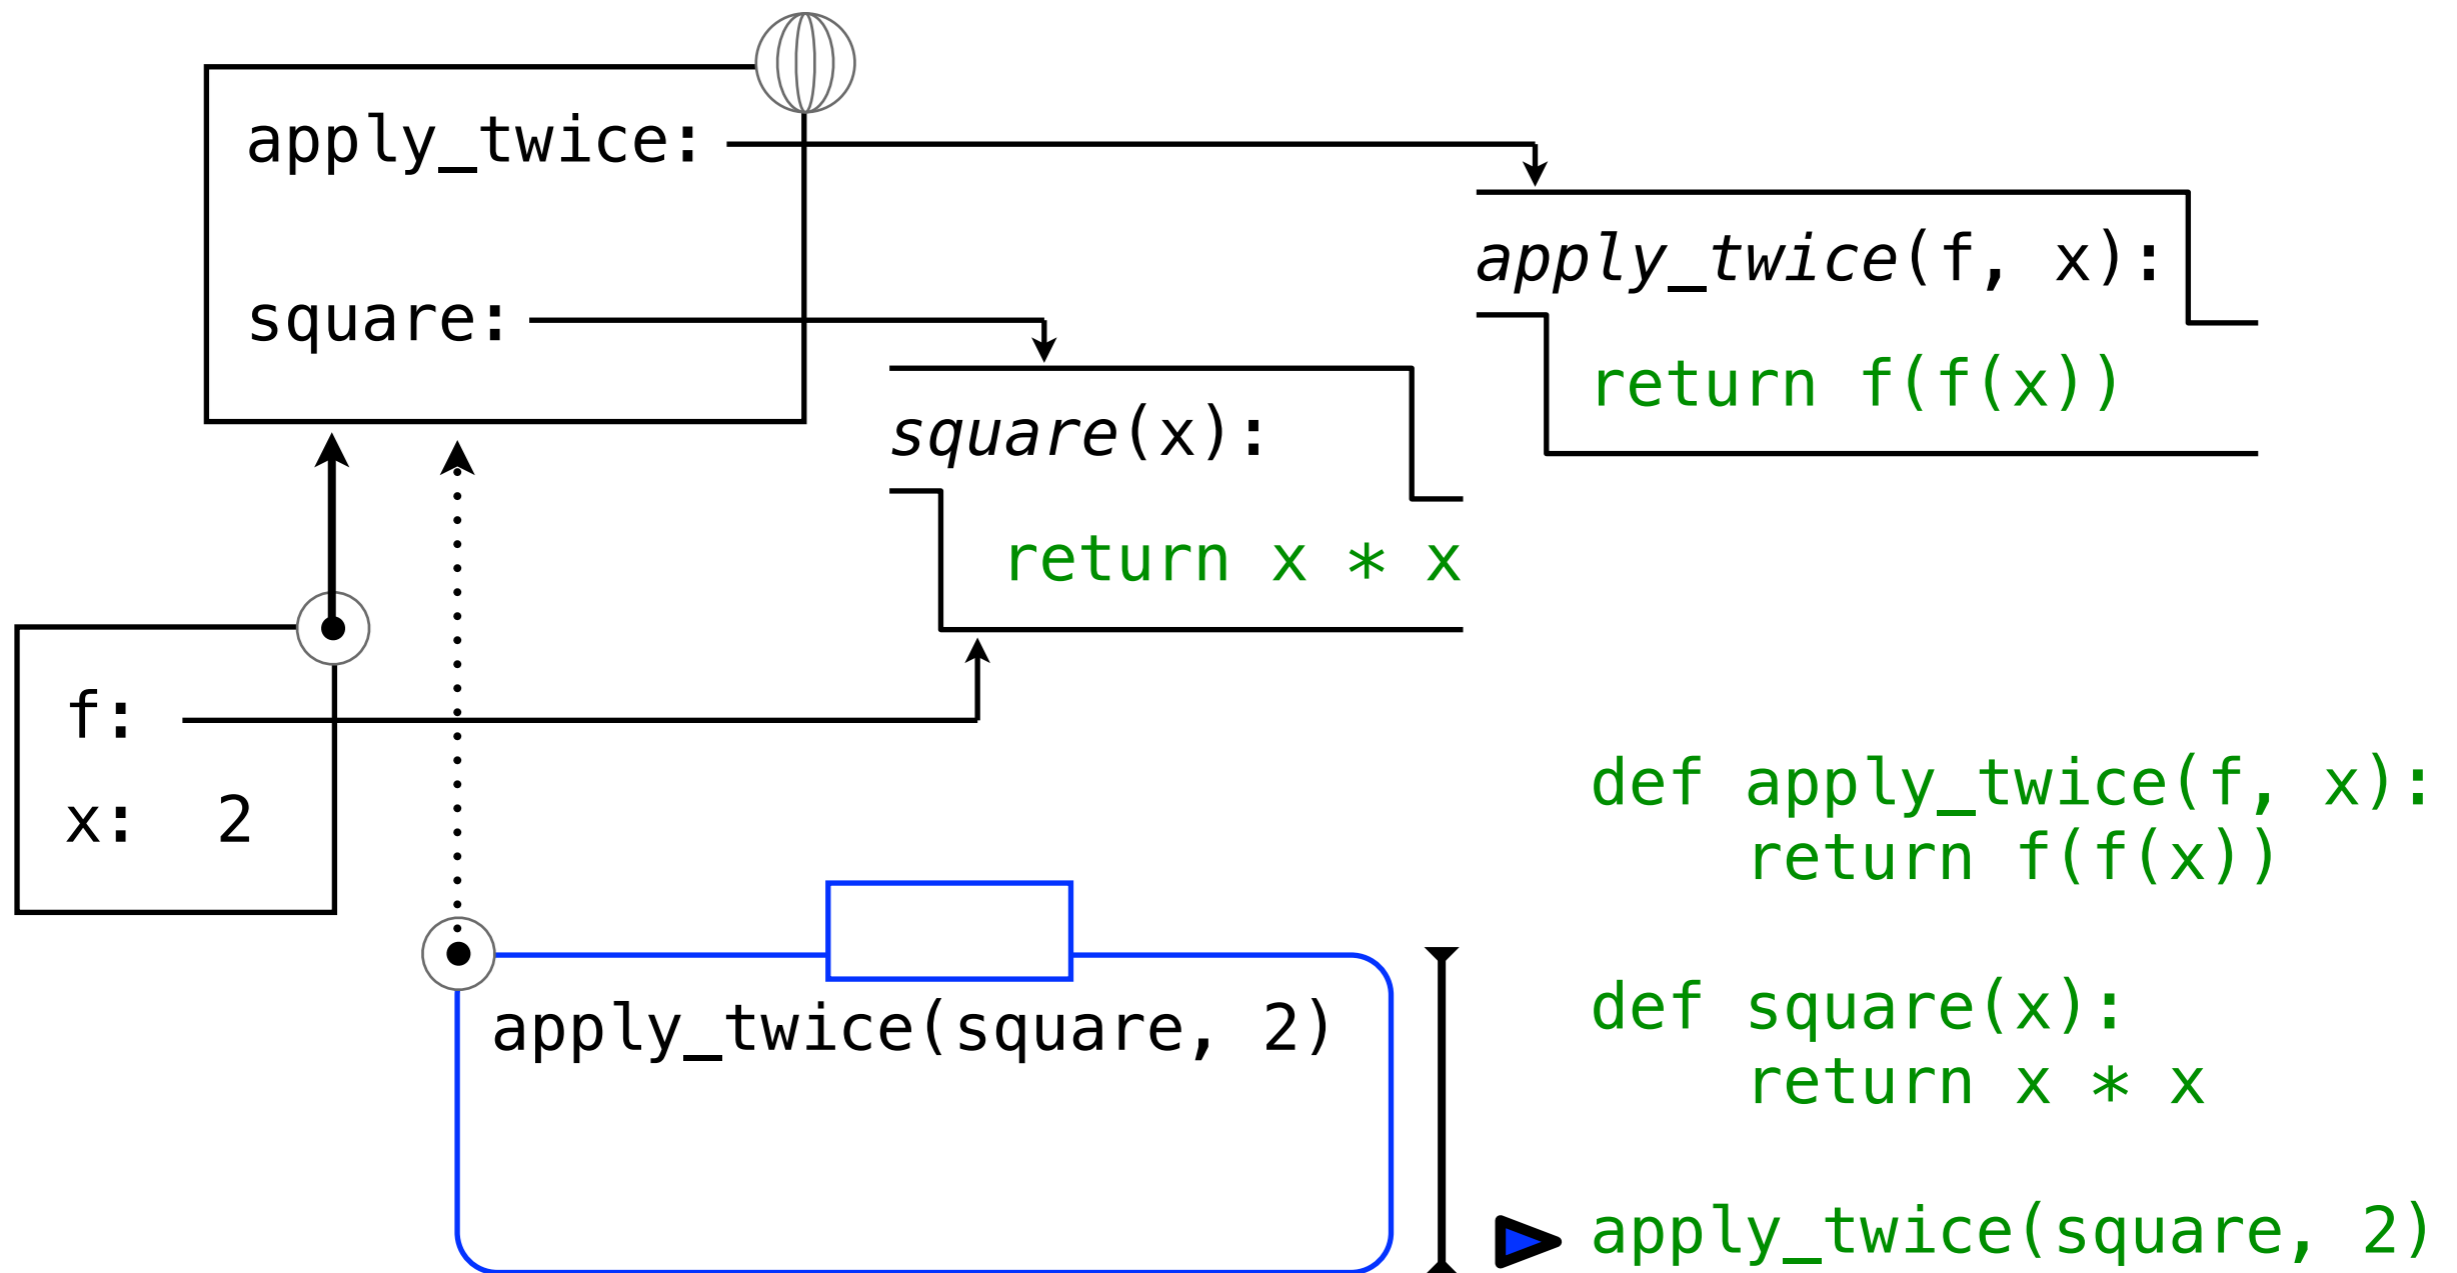 apply_twice:
square:
apply_twice(f, x):
return f(f(x))
square(x):
return x * x
f:
x: 2
apply_twice(square, 2)
def apply_twice(f, x):
    return f(f(x))
def square(x):
    return x * x
apply_twice(square, 2)